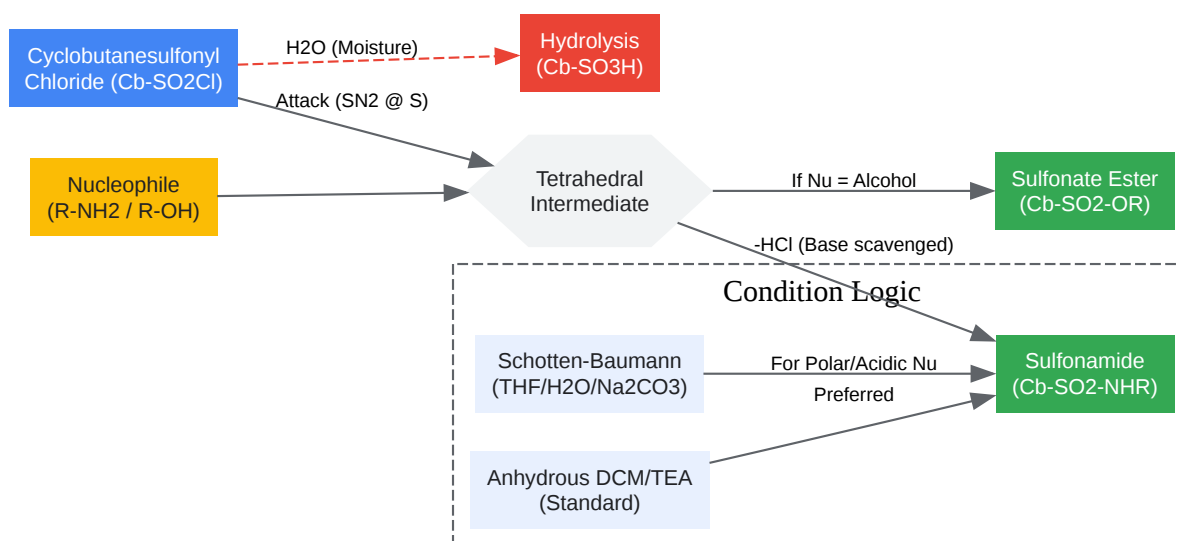 Cyclobutanesulfonyl
Chloride (Cb-SO2Cl)
H2O (Moisture)
Hydrolysis
(Cb-SO3H)
Attack (SN2 @ S)
Nucleophile
(R-NH2 / R-OH)
Tetrahedral
Intermediate
If Nu = Alcohol
Sulfonate Ester
(Cb-SO2-OR)
-HCl (Base scavenged)
Condition Logic
Schotten-Baumann
(THF/H2O/Na2CO3)
For Polar/Acidic Nu
Sulfonamide
(Cb-SO2-NHR)
Preferred
Anhydrous DCM/TEA
(Standard)